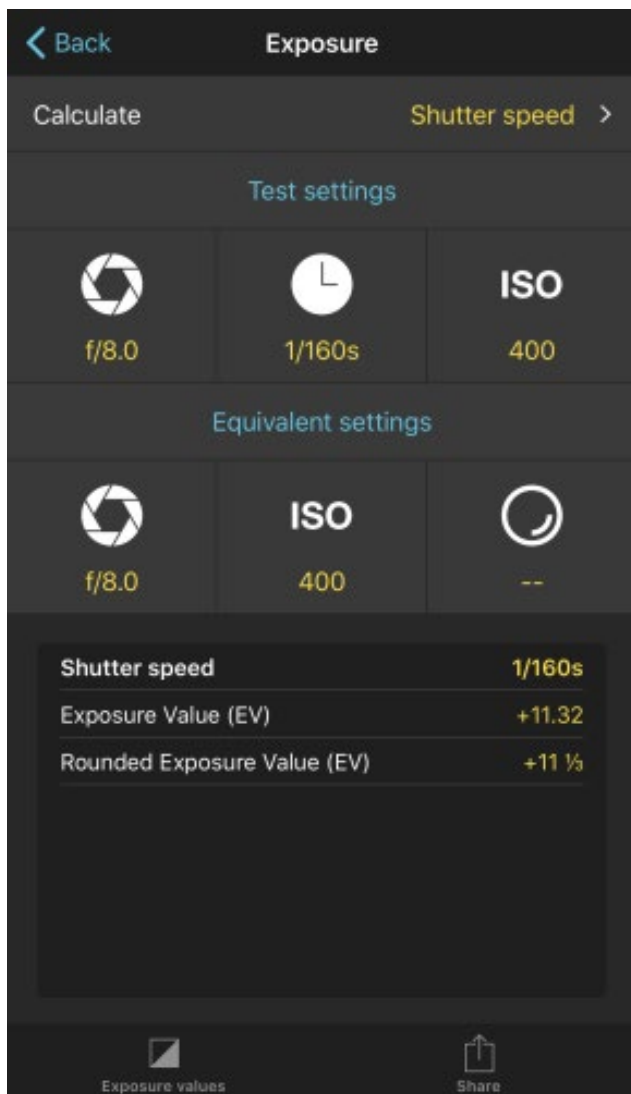 Back
Exposure
Calculate Shutter speed
Test settings
ISO
f/8.0 1/160s 400
Equivalent settings
ISO
f/8.0 400 --
Shutter speed 1/160s
Exposure Value (EV) +11.32
Rounded Exposure Value (EV) +11 ⅓
Exposure values Share